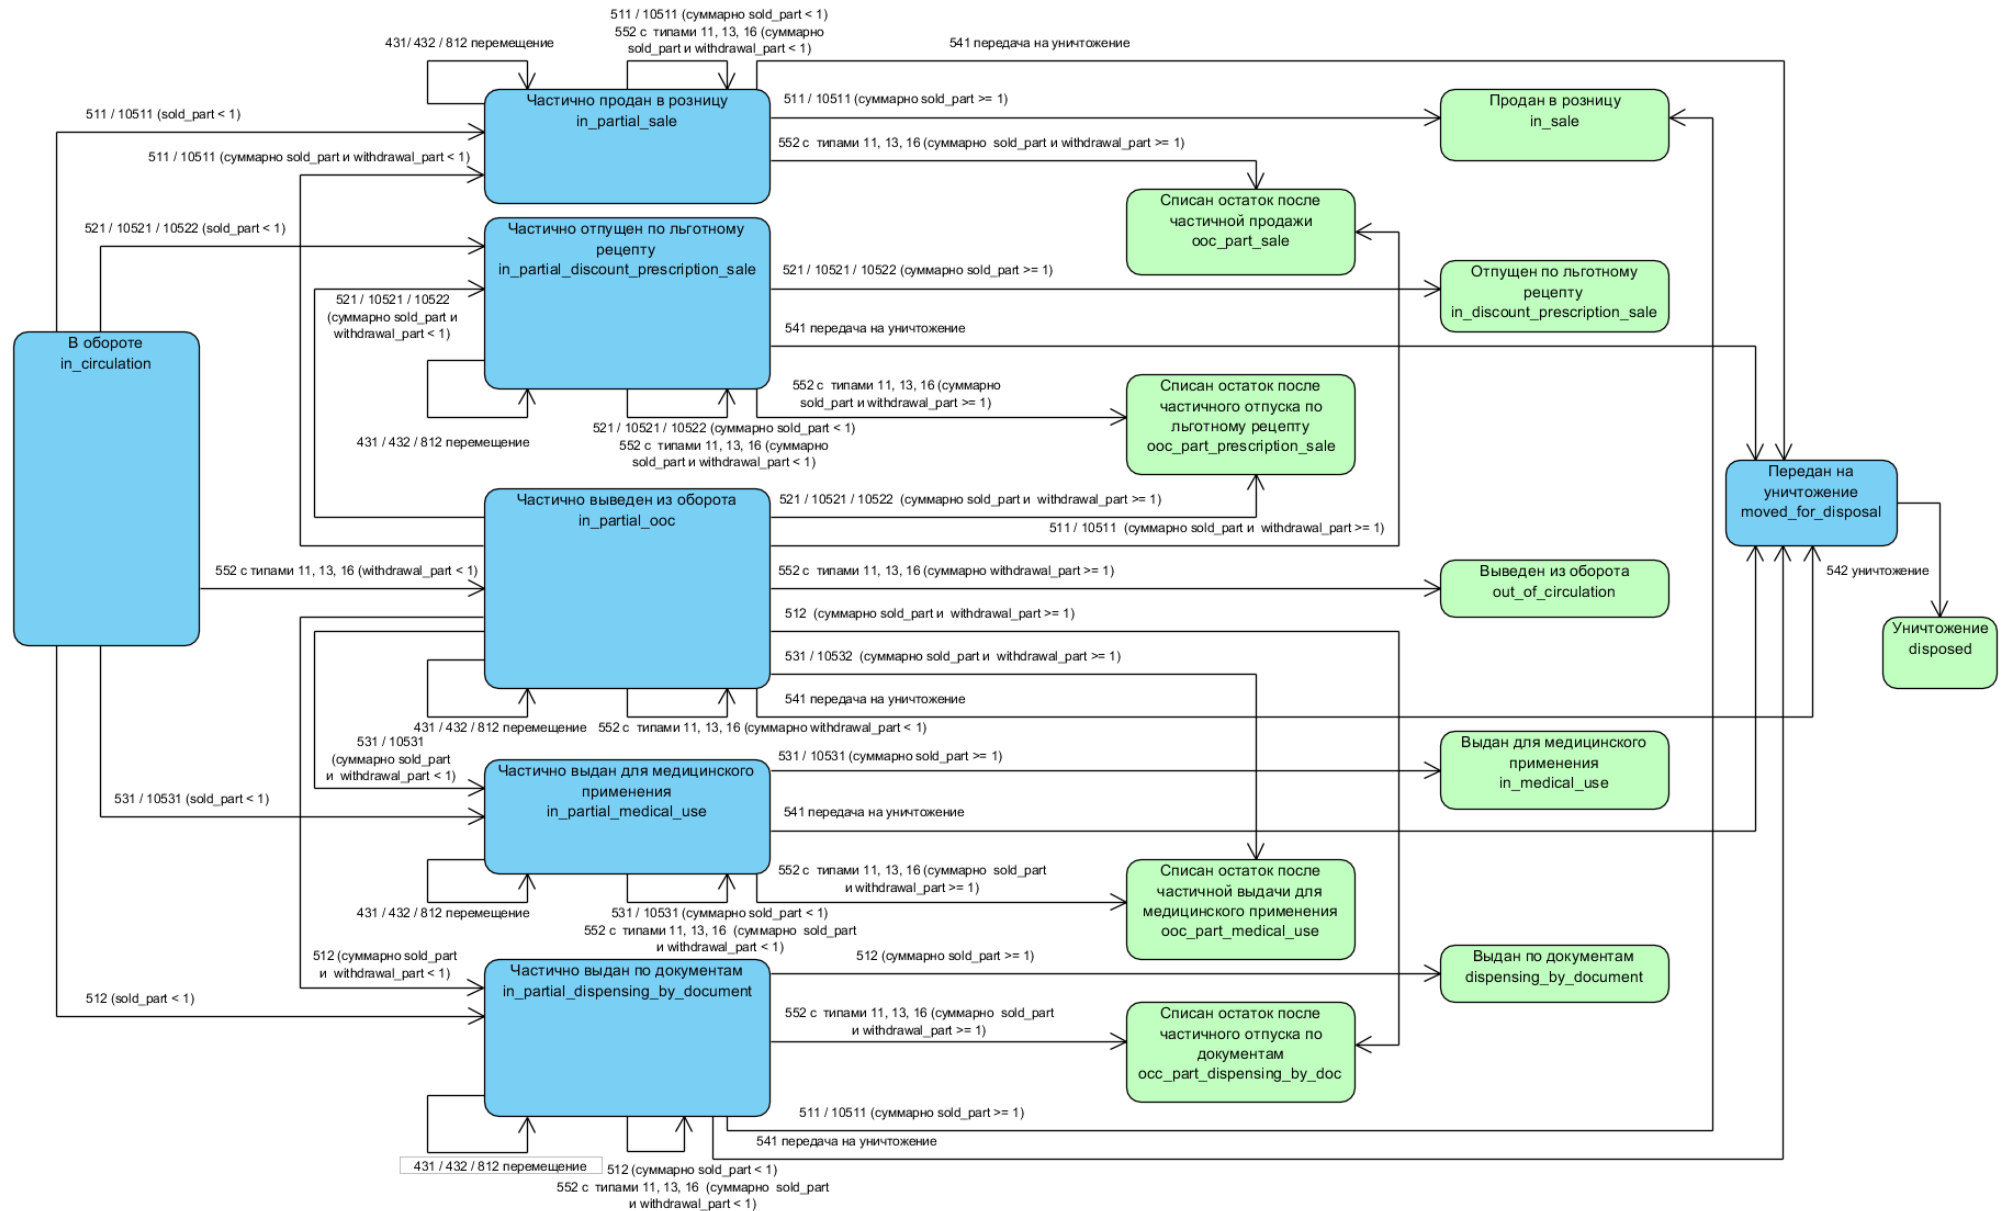 511 / 10511 (суммарно sold_part < 1)
552 с типами 11, 13, 16 (суммарно
sold_part и withdrawal_part < 1)
431/ 432 / 812 перемещение
541 передача на уничтожение
Частично продан в розницу
in_partial_sale
511 / 10511 (суммарно sold_part >= 1)
Продан в розницу
in_sale
511 / 10511 (sold_part < 1)
552 с типами 11, 13, 16 (суммарно sold_part и withdrawal_part >= 1)
511 / 10511 (суммарно sold_part и withdrawal_part < 1)
Списан остаток после
частичной продажи
ooc_part_sale
521 / 10521 / 10522 (sold_part < 1)
Частично отпущен по льготному
рецепту
in_partial_discount_prescription_sale
521 / 10521 / 10522 (суммарно sold_part >= 1)
Отпущен по льготному
рецепту
in_discount_prescription_sale
521 / 10521 / 10522
(суммарно sold_part и
withdrawal_part < 1)
541 передача на уничтожение
В обороте
in_circulation
552 с типами 11, 13, 16 (суммарно
sold_part и withdrawal_part >= 1)
Списан остаток после
частичного отпуска по
льготному рецепту
ooc_part_prescription_sale
431 / 432 / 812 перемещение
521 / 10521 / 10522 (суммарно sold_part < 1)
552 с типами 11, 13, 16 (суммарно
sold_part и withdrawal_part < 1)
Передан на
уничтожение
moved_for_disposal
Частично выведен из оборота
in_partial_ooc
521 / 10521 / 10522 (суммарно sold_part и withdrawal_part >= 1)
511 / 10511 (суммарно sold_part и withdrawal_part >= 1)
552 с типами 11, 13, 16 (withdrawal_part < 1)
552 с типами 11, 13, 16 (суммарно withdrawal_part >= 1)
Выведен из оборота
out_of_circulation
542 уничтожение
512 (суммарно sold_part и withdrawal_part >= 1)
Уничтожение
disposed
531 / 10532 (суммарно sold_part и withdrawal_part >= 1)
541 передача на уничтожение
431 / 432 / 812 перемещение
552 с типами 11, 13, 16 (суммарно withdrawal_part < 1)
531 / 10531
(суммарно sold_part
и withdrawal_part < 1)
Частично выдан для медицинского
применения
in_partial_medical_use
531 / 10531 (суммарно sold_part >= 1)
Выдан для медицинского
применения
in_medical_use
531 / 10531 (sold_part < 1)
541 передача на уничтожение
552 с типами 11, 13, 16 (суммарно sold_part
и withdrawal_part >= 1)
Списан остаток после
частичной выдачи для
медицинского применения
ooc_part_medical_use
431 / 432 / 812 перемещение
531 / 10531 (суммарно sold_part < 1)
552 с типами 11, 13, 16 (суммарно sold_part
и withdrawal_part < 1)
512 (суммарно sold_part
и withdrawal_part < 1)
Частично выдан по документам
in_partial_dispensing_by_document
512 (суммарно sold_part >= 1)
Выдан по документам
dispensing_by_document
512 (sold_part < 1)
552 с типами 11, 13, 16 (суммарно sold_part
и withdrawal_part >= 1)
Списан остаток после
частичного отпуска по
документам
occ_part_dispensing_by_doc
511 / 10511 (суммарно sold_part >= 1)
541 передача на уничтожение
431 / 432 / 812 перемещение
512 (суммарно sold_part < 1)
552 с типами 11, 13, 16 (суммарно sold_part
и withdrawal_part < 1)